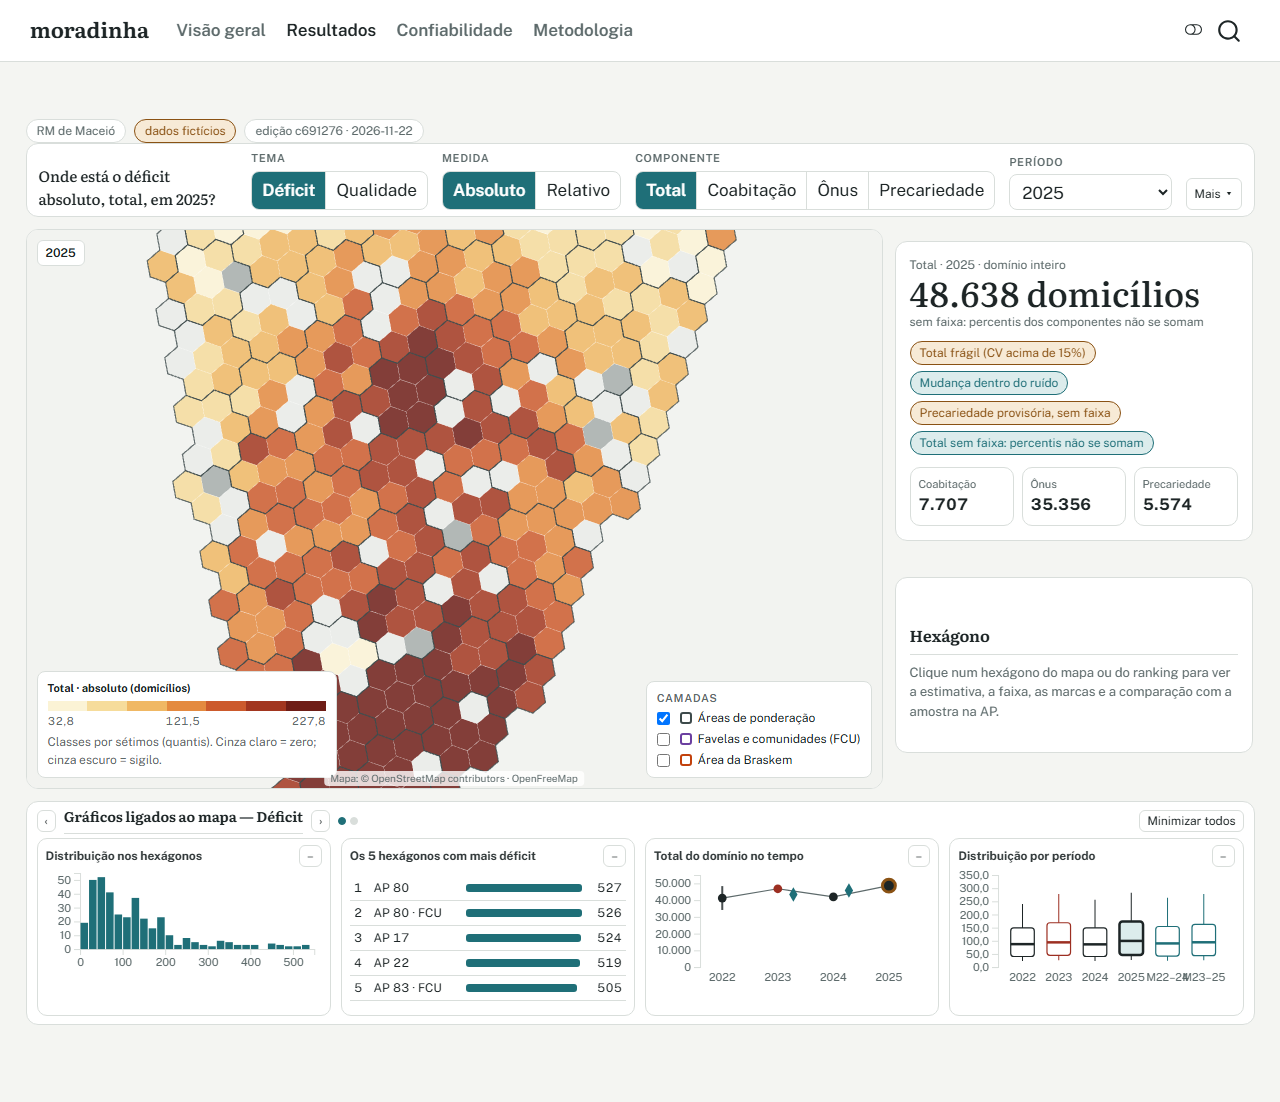 moradinha
Visão geral
Resultados
Confiabilidade
Metodologia
RM de Maceió
dados fictícios
edição c691276 · 2026-11-22
Onde está o déficit
absoluto, total, em 2025?
TEMA
Déficit
Qualidade
MEDIDA
Absoluto
Relativo
COMPONENTE
Total
Coabitação
Ônus
Precariedade
PERÍODO
2025
Mais
2025
Total · absoluto (domicílios)
32,8
121,5
227,8
Classes por sétimos (quantis). Cinza claro = zero;
cinza escuro = sigilo.
Mapa: © OpenStreetMap contributors · OpenFreeMap
CAMADAS
Áreas de ponderação
Favelas e comunidades (FCU)
Área da Braskem
Total · 2025 · domínio inteiro
48.638 domicílios
sem faixa: percentis dos componentes não se somam
Total frágil (CV acima de 15%)
Mudança dentro do ruído
Precariedade provisória, sem faixa
Total sem faixa: percentis não se somam
Coabitação
7.707
Ônus
35.356
Precariedade
5.574
Hexágono
Clique num hexágono do mapa ou do ranking para ver
a estimativa, a faixa, as marcas e a comparação com a
amostra na AP.
‹
Gráficos ligados ao mapa — Déficit
›
Minimizar todos
Distribuição nos hexágonos
–
50
40
30
20
10
0
0 100 200 300 400 500
Os 5 hexágonos com mais déficit
–
1 AP 80 527
2 AP 80 · FCU 526
3 AP 17 524
4 AP 22 519
5 AP 83 · FCU 505
Total do domínio no tempo
–
50.000
40.000
30.000
20.000
10.000
0
2022 2023 2024 2025
Distribuição por período
–
350,0
300,0
250,0
200,0
150,0
100,0
50,0
0,0
2022 2023 2024 2025 M22–24 M23–25